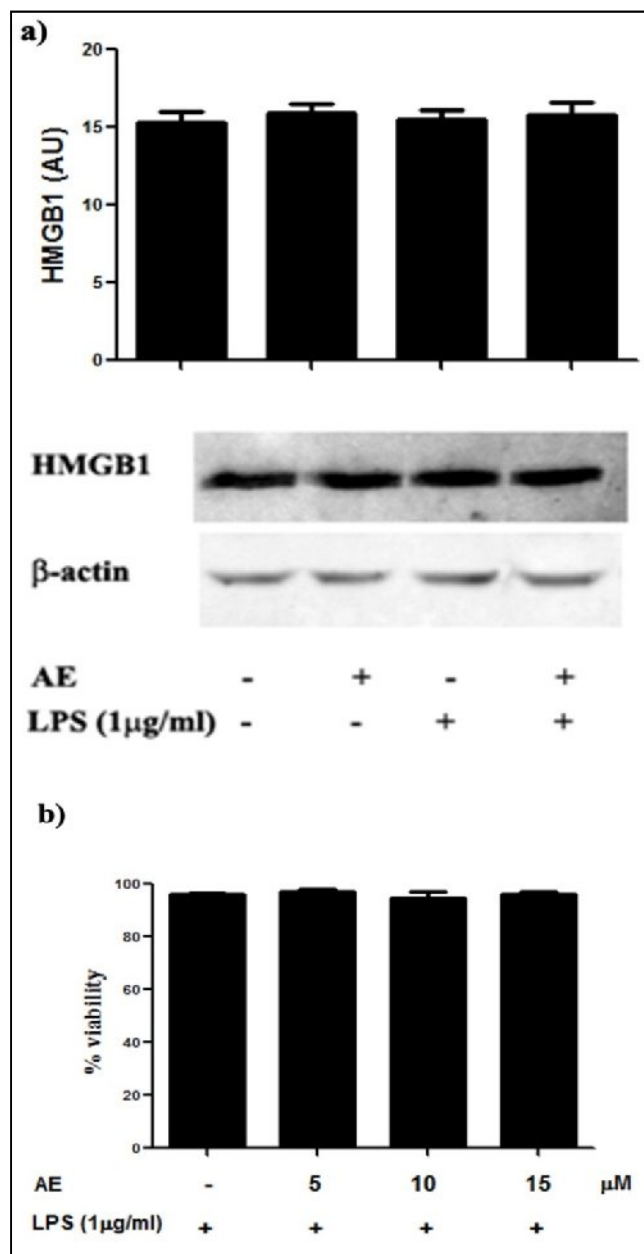 a)
20
15
10
5
0
HMGB1 (AU)
HMGB1
β-actin
AE - + - +
LPS (1μg/ml) - - + +
b)
100
80
60
40
20
0
% viability
AE - 5 10 15 μM
LPS (1μg/ml) + + + +